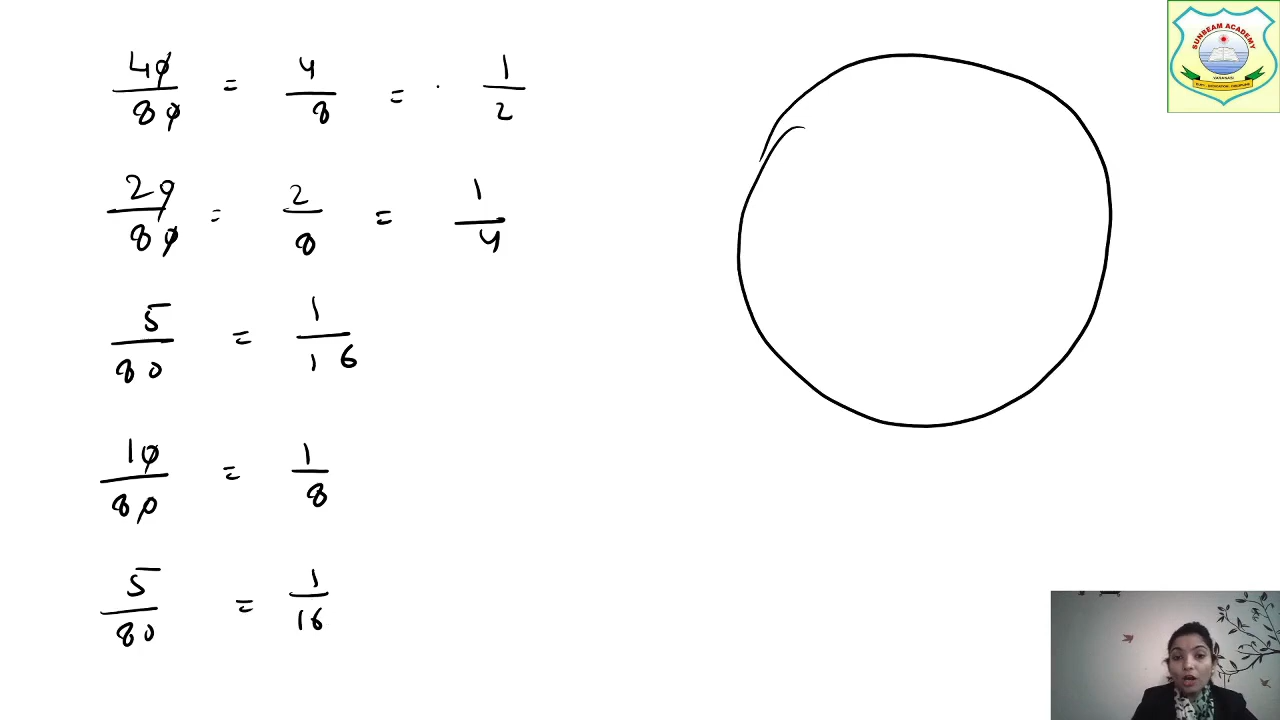 40/80 = 4/8 = 1/2
20/80 = 2/8 = 1/4
5/80 = 1/16
10/80 = 1/8
5/80 = 1/16
SUNBEAM ACADEMY
VARANASI